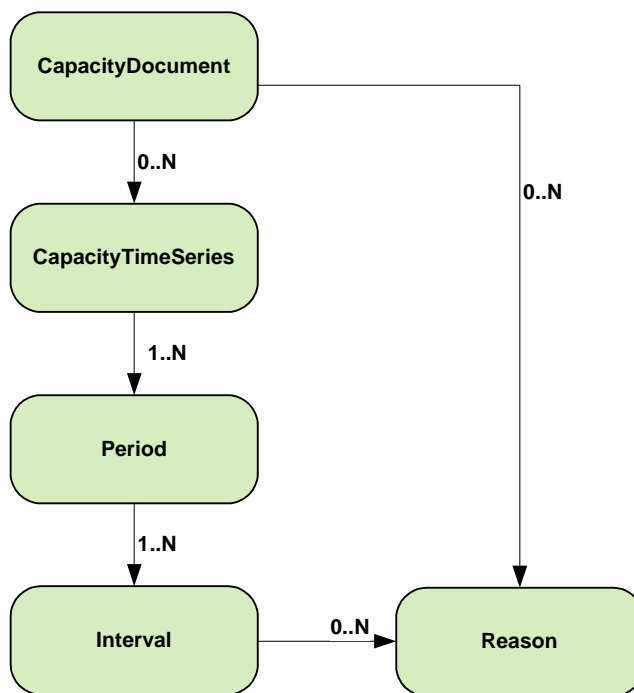 CapacityDocument
0..N
0..N
CapacityTimeSeries
1..N
Period
1..N
Interval
0..N
Reason